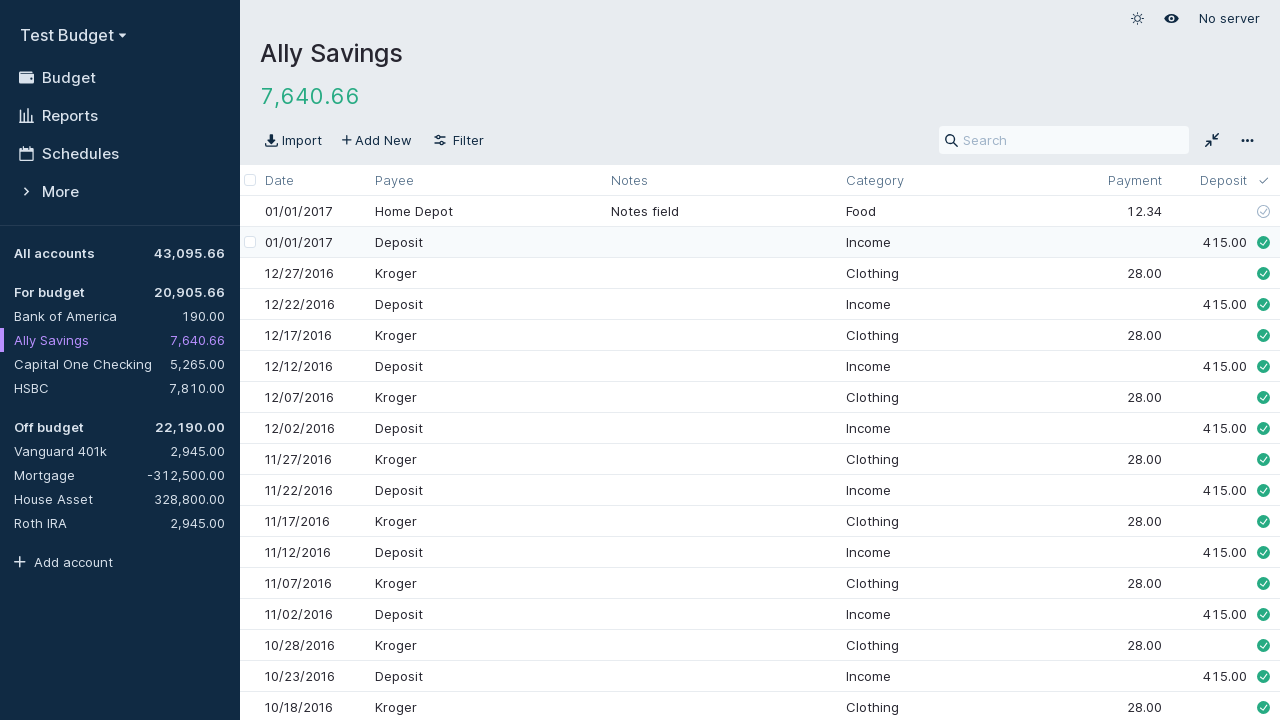 Test Budget
Budget
Reports
Schedules
More
All accounts 43,095.66
For budget 20,905.66
Bank of America 190.00
Ally Savings 7,640.66
Capital One Checking 5,265.00
HSBC 7,810.00
Off budget 22,190.00
Vanguard 401k 2,945.00
Mortgage -312,500.00
House Asset 328,800.00
Roth IRA 2,945.00
Add account
No server
Ally Savings
7,640.66
Import Add New Filter Search
Date Payee Notes Category Payment Deposit
01/01/2017 Home Depot Notes field Food 12.34
01/01/2017 Deposit Income 415.00
12/27/2016 Kroger Clothing 28.00
12/22/2016 Deposit Income 415.00
12/17/2016 Kroger Clothing 28.00
12/12/2016 Deposit Income 415.00
12/07/2016 Kroger Clothing 28.00
12/02/2016 Deposit Income 415.00
11/27/2016 Kroger Clothing 28.00
11/22/2016 Deposit Income 415.00
11/17/2016 Kroger Clothing 28.00
11/12/2016 Deposit Income 415.00
11/07/2016 Kroger Clothing 28.00
11/02/2016 Deposit Income 415.00
10/28/2016 Kroger Clothing 28.00
10/23/2016 Deposit Income 415.00
10/18/2016 Kroger Clothing 28.00